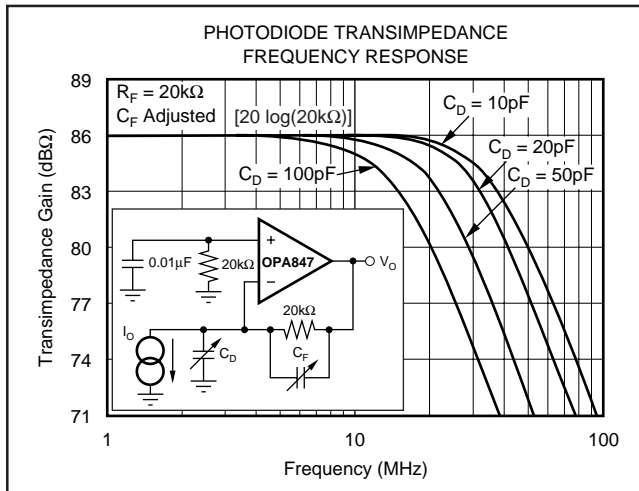 PHOTODIODE TRANSIMPEDANCE
FREQUENCY RESPONSE
89
86
83
80
77
74
71
Transimpedance Gain (dBΩ)
R_F = 20kΩ
C_F Adjusted
[20 log(20kΩ)]
C_D = 10pF
C_D = 20pF
C_D = 50pF
C_D = 100pF
+
OPA847
−
V_O
0.01µF
20kΩ
20kΩ
I_O
C_D
C_F
1
10
100
Frequency (MHz)